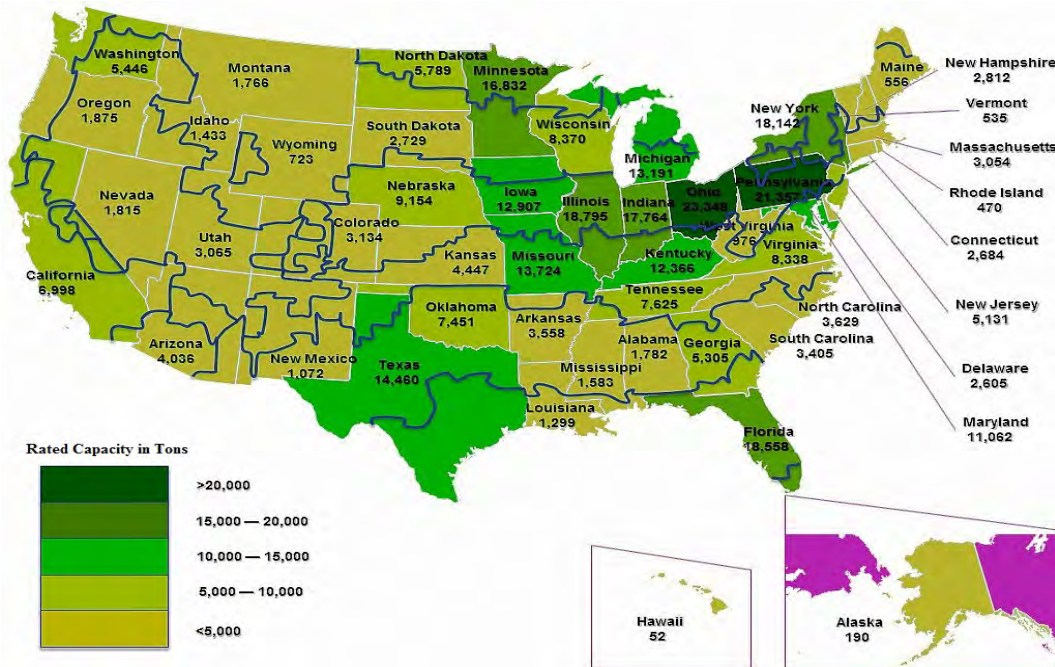 Washington
5,446
Montana
1,766
North Dakota
5,789
Minnesota
16,832
Maine
556
New Hampshire
2,812
Oregon
1,875
Idaho
1,433
Wyoming
723
South Dakota
2,729
Wisconsin
8,370
Michigan
13,191
New York
18,142
Vermont
535
Massachusetts
3,054
Rhode Island
470
Connecticut
2,684
New Jersey
5,131
Delaware
2,605
Maryland
11,062
Nevada
1,815
Utah
3,065
Colorado
3,134
Nebraska
9,154
Iowa
12,907
Illinois
18,795
Indiana
17,764
Ohio
23,348
Pennsylvania
21,357
West Virginia
976
Virginia
8,338
California
6,998
Kansas
4,447
Missouri
13,724
Kentucky
12,366
Tennessee
7,625
North Carolina
3,629
South Carolina
3,405
Arizona
4,036
New Mexico
1,072
Oklahoma
7,451
Arkansas
3,558
Mississippi
1,583
Alabama
1,782
Georgia
5,305
Texas
14,460
Louisiana
1,299
Florida
18,558
Rated Capacity in Tons
>20,000
15,000 — 20,000
10,000 — 15,000
5,000 — 10,000
<5,000
Hawaii
52
Alaska
190